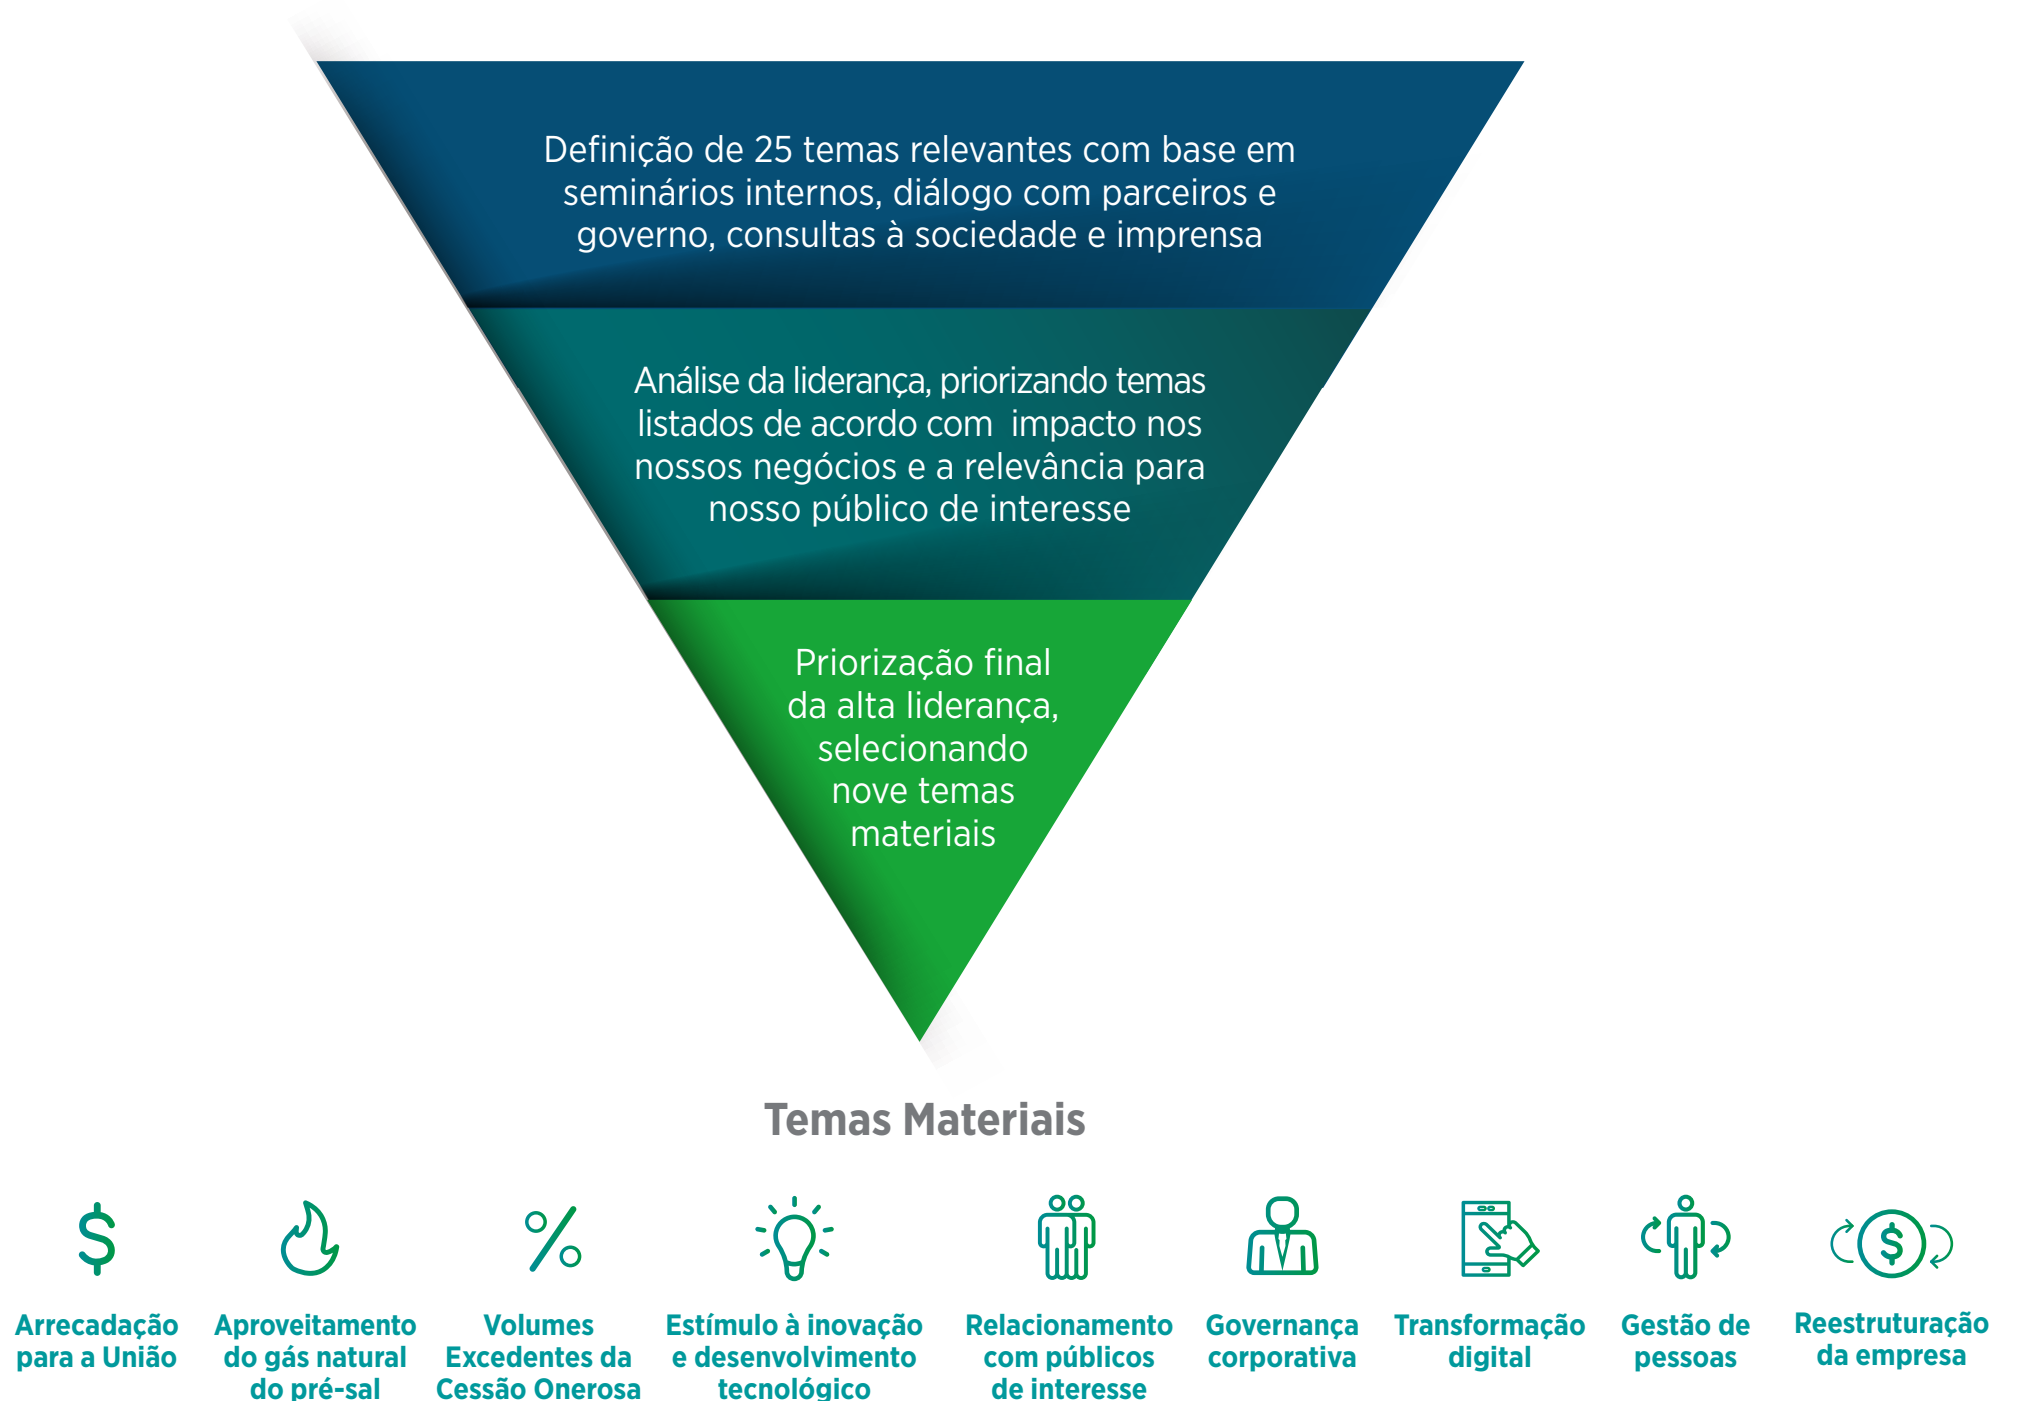 Definição de 25 temas relevantes com base em
seminários internos, diálogo com parceiros e
governo, consultas à sociedade e imprensa
Análise da liderança, priorizando temas
listados de acordo com impacto nos
nossos negócios e a relevância para
nosso público de interesse
Priorização final
da alta liderança,
selecionando
nove temas
materiais
Temas Materiais
Arrecadação
para a União
Aproveitamento
do gás natural
do pré-sal
Volumes
Excedentes da
Cessão Onerosa
Estímulo à inovação
e desenvolvimento
tecnológico
Relacionamento
com públicos
de interesse
Governança
corporativa
Transformação
digital
Gestão de
pessoas
Reestruturação
da empresa